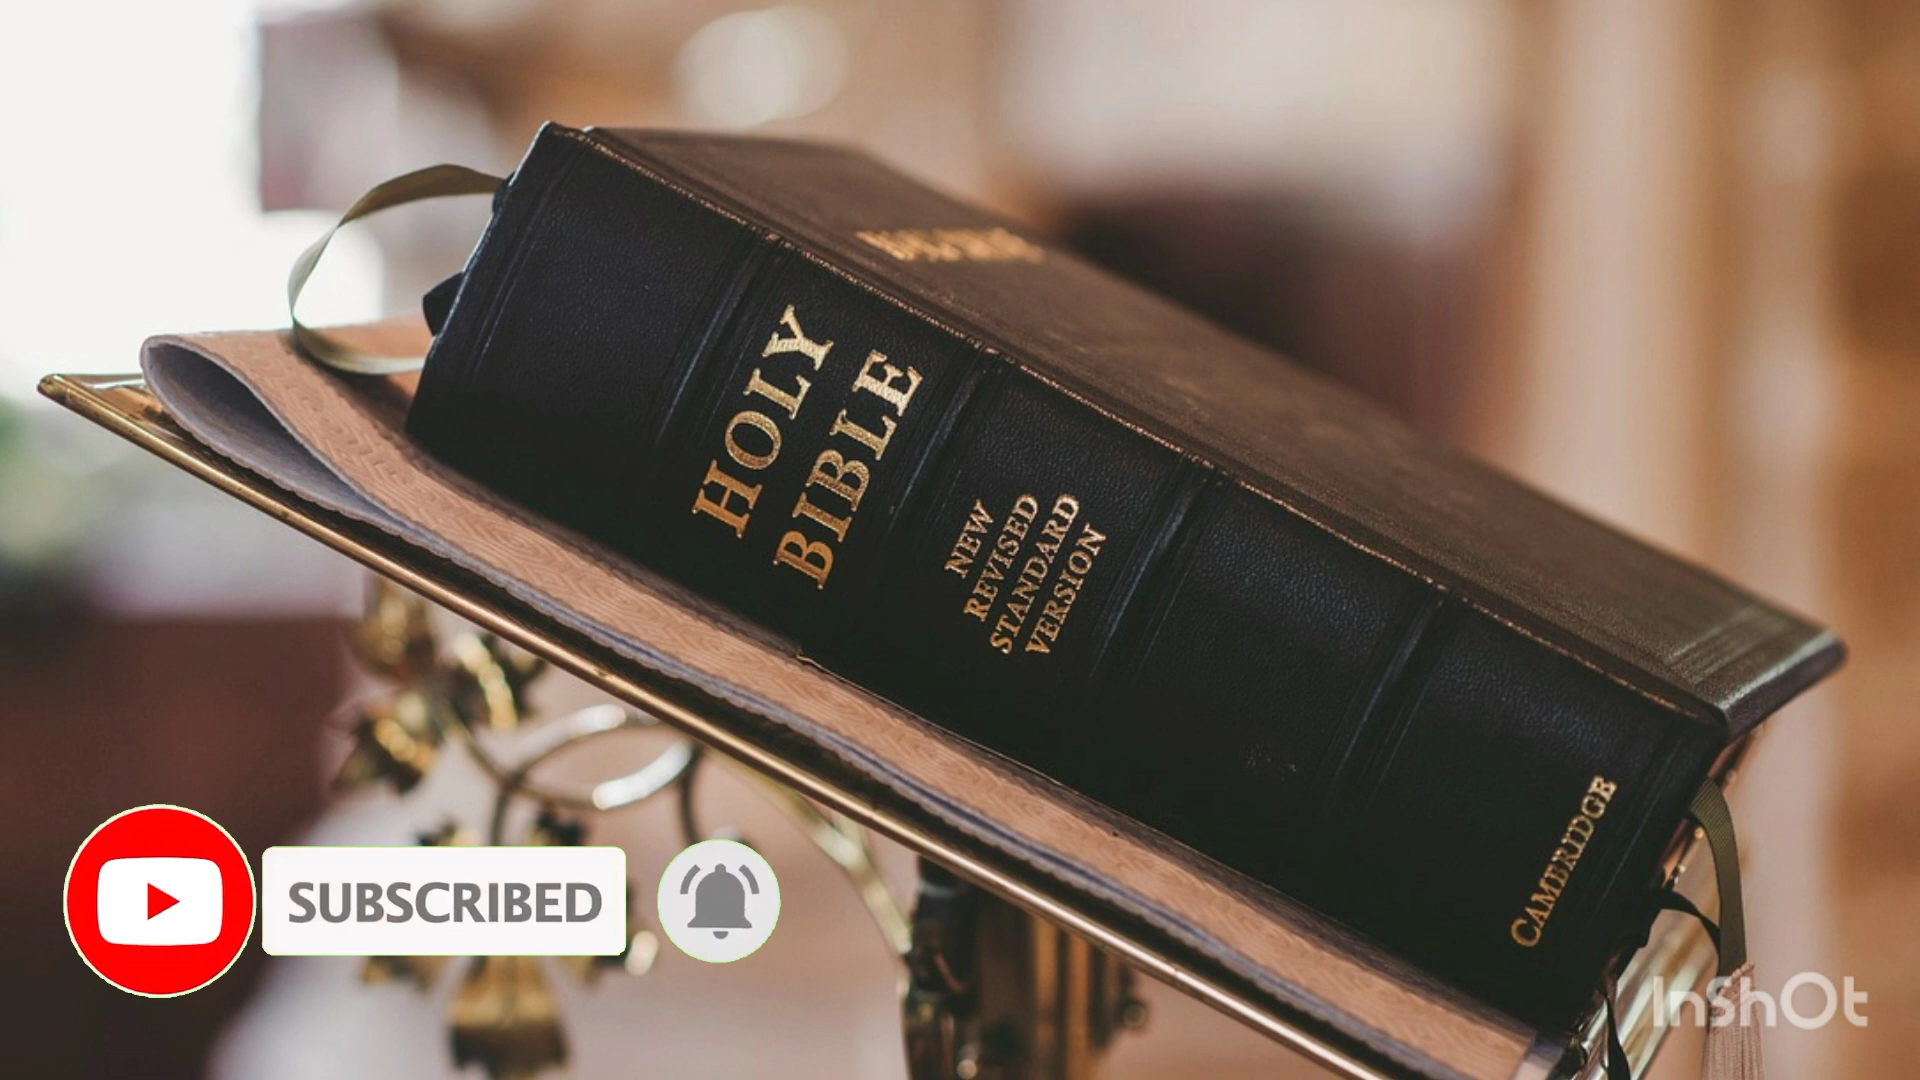 HOLY
BIBLE
NEW
REVISED
STANDARD
VERSION
CAMBRIDGE
SUBSCRIBED
InShOt